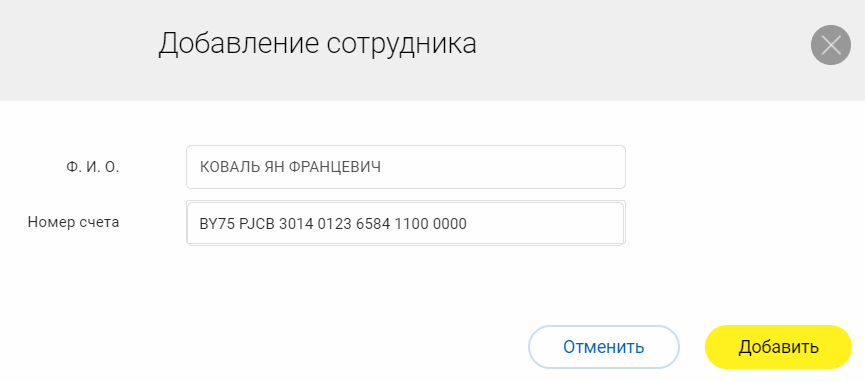 Добавление сотрудника
Ф. И. О.
КОВАЛЬ ЯН ФРАНЦЕВИЧ
Номер счета
BY75 PJCB 3014 0123 6584 1100 0000
Отменить
Добавить